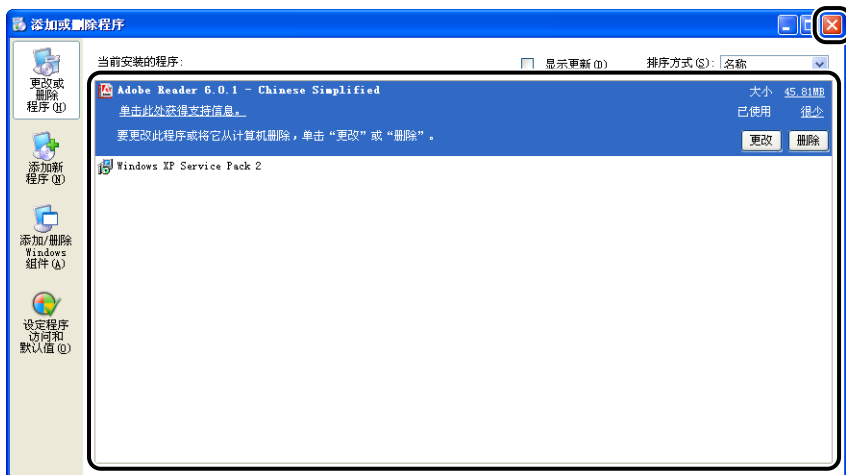 添加或删除程序
更改或
删除
程序(H)
添加新
程序(N)
添加/删除
Windows
组件(A)
设定程序
访问和
默认值(O)
当前安装的程序:
显示更新(D)
排序方式(S): 名称
Adobe Reader 6.0.1 - Chinese Simplified
大小 45.81MB
单击此处获得支持信息。
已使用 很少
要更改此程序或将它从计算机删除，单击“更改”或“删除”。
更改 删除
Windows XP Service Pack 2